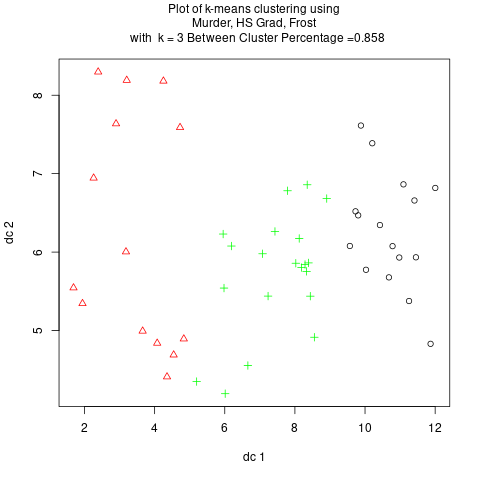 Plot of k-means clustering using
Murder, HS Grad, Frost
with k = 3 Between Cluster Percentage =0.858
8
7
6
5
dc 2
2 4 6 8 10 12
dc 1